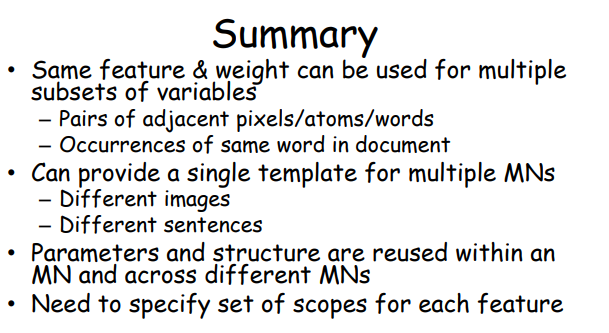 Summary
• Same feature & weight can be used for multiple
subsets of variables
– Pairs of adjacent pixels/atoms/words
– Occurrences of same word in document
• Can provide a single template for multiple MNs
– Different images
– Different sentences
• Parameters and structure are reused within an
MN and across different MNs
• Need to specify set of scopes for each feature